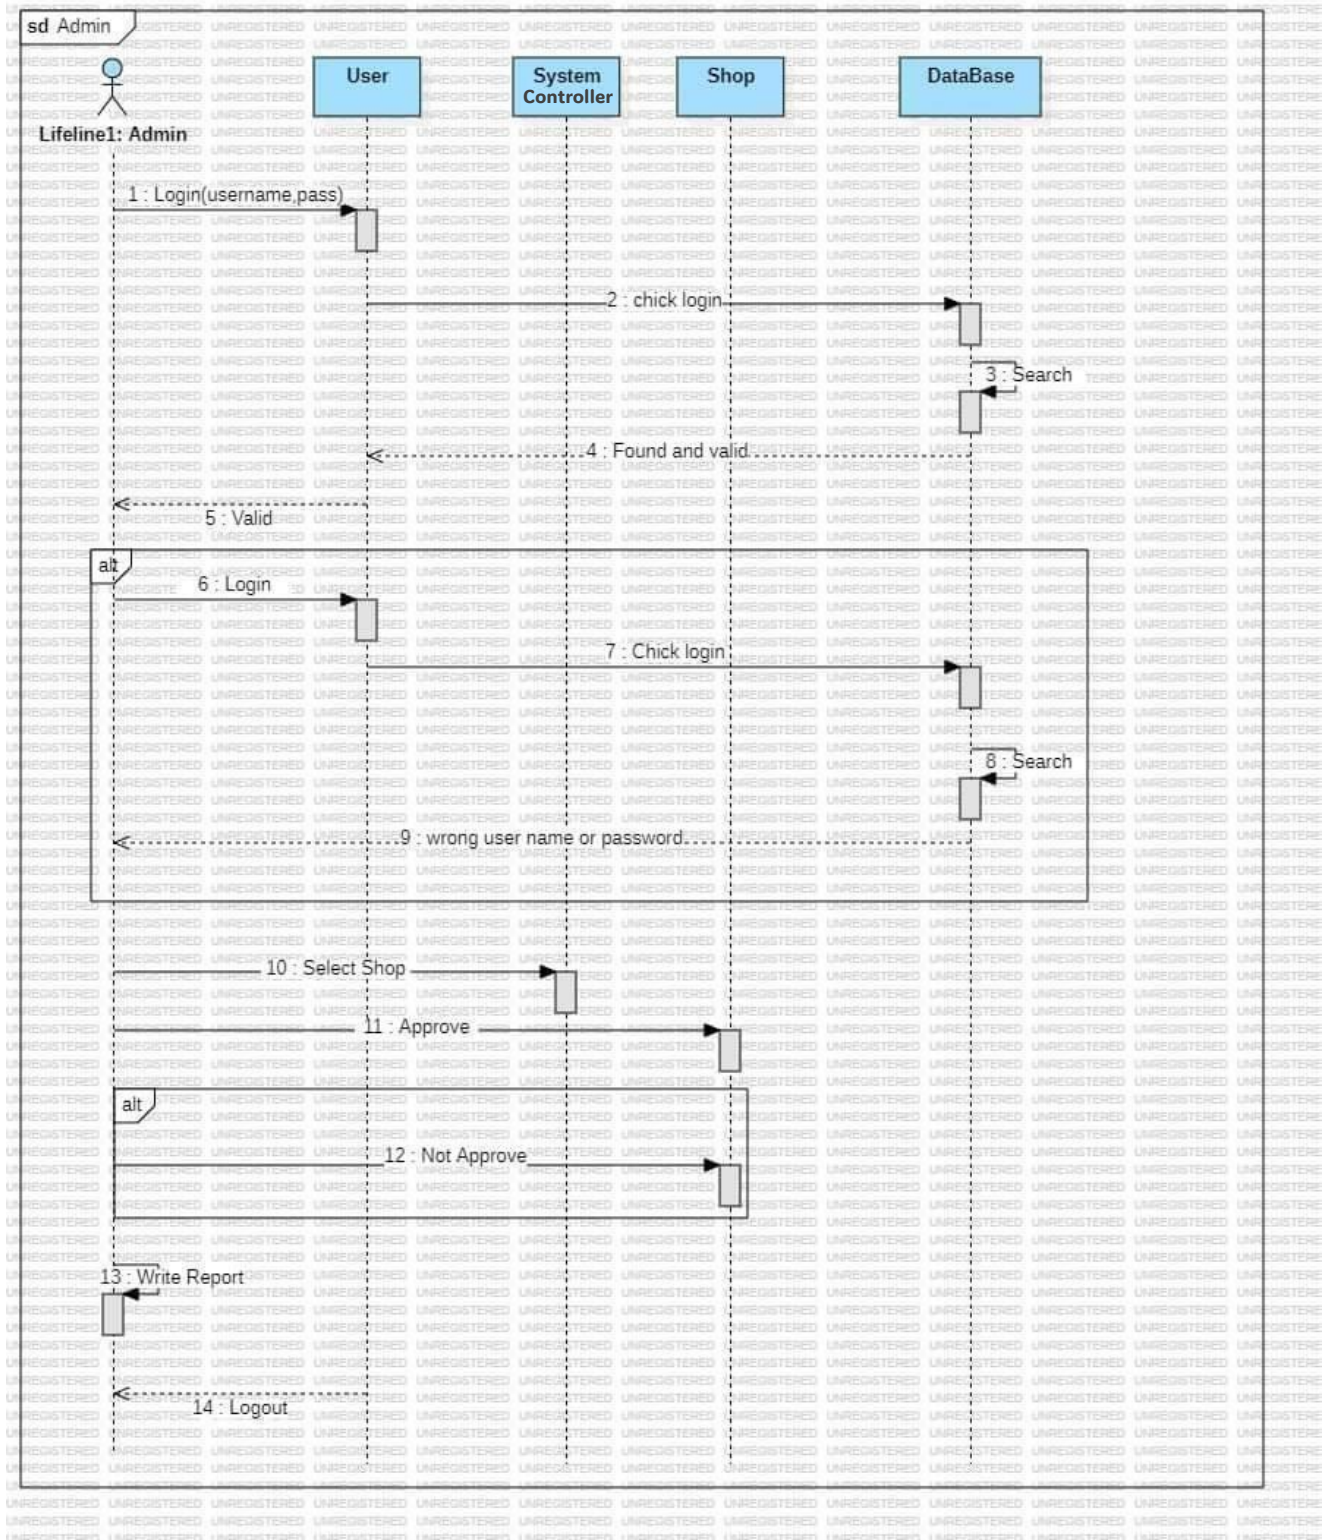 sd Admin
User
System
Controller
Shop
DataBase
Lifeline1: Admin
1 : Login(username,pass)
2 : chick login
3 : Search
4 : Found and valid
5 : Valid
alt
6 : Login
7 : Chick login
8 : Search
9 : wrong user name or password
10 : Select Shop
11 : Approve
alt
12 : Not Approve
13 : Write Report
14 : Logout
UNREGISTERED